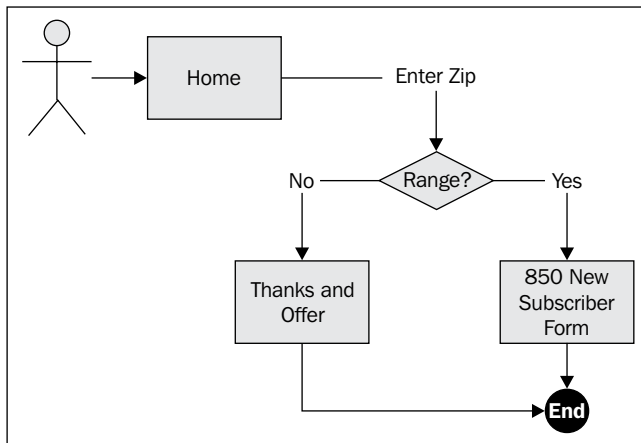 Home
Enter Zip
Range?
No
Yes
Thanks and
Offer
850 New
Subscriber
Form
End